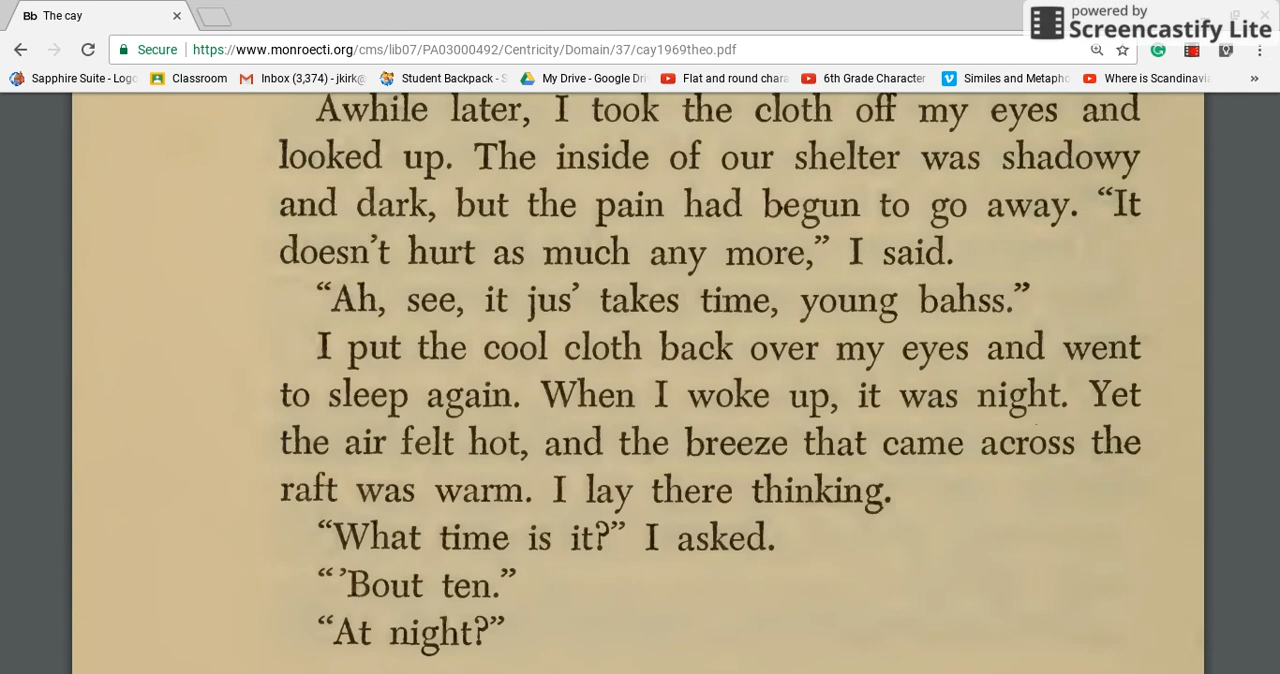 Bb The cay
powered by
Screencastify Lite
Secure https://www.monroecti.org/cms/lib07/PA03000492/Centricity/Domain/37/cay1969theo.pdf
Sapphire Suite - Logo Classroom Inbox (3,374) - jkirk@ Student Backpack - S My Drive - Google Dri Flat and round chara 6th Grade Character Similes and Metapho Where is Scandinavi »
Awhile later, I took the cloth off my eyes and
looked up. The inside of our shelter was shadowy
and dark, but the pain had begun to go away. “It
doesn’t hurt as much any more,” I said.
“Ah, see, it jus’ takes time, young bahss.”
I put the cool cloth back over my eyes and went
to sleep again. When I woke up, it was night. Yet
the air felt hot, and the breeze that came across the
raft was warm. I lay there thinking.
“What time is it?” I asked.
“ ’Bout ten.”
“At night?”